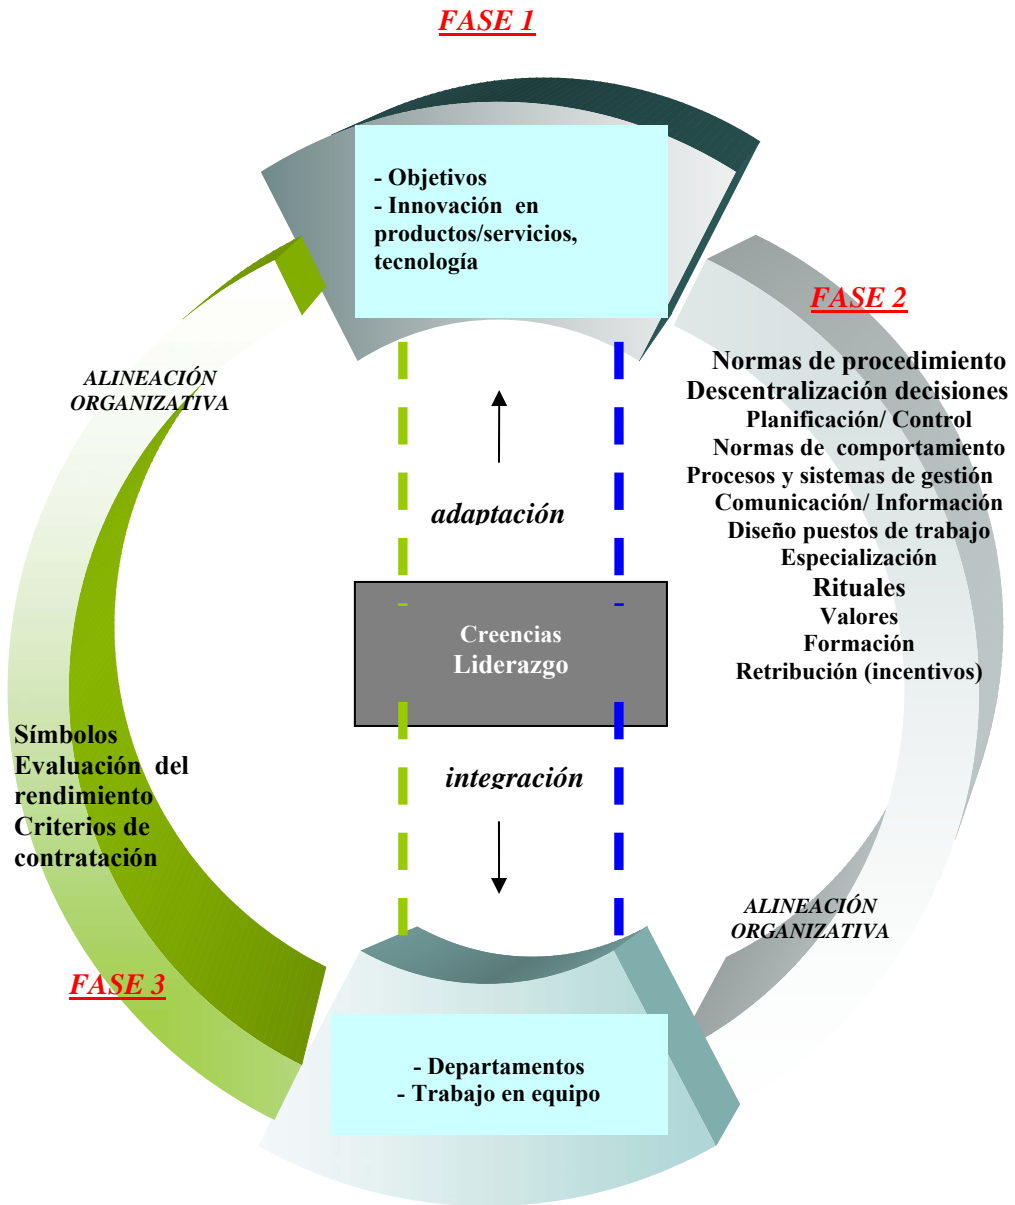 FASE 1
- Objetivos
- Innovación en
productos/servicios,
tecnología
FASE 2
Normas de procedimiento
Descentralización decisiones
Planificación/ Control
Normas de comportamiento
Procesos y sistemas de gestión
Comunicación/ Información
Diseño puestos de trabajo
Especialización
Rituales
Valores
Formación
Retribución (incentivos)
ALINEACIÓN
ORGANIZATIVA
adaptación
Creencias
Liderazgo
integración
Símbolos
Evaluación del
rendimiento
Criterios de
contratación
ALINEACIÓN
ORGANIZATIVA
FASE 3
- Departamentos
- Trabajo en equipo